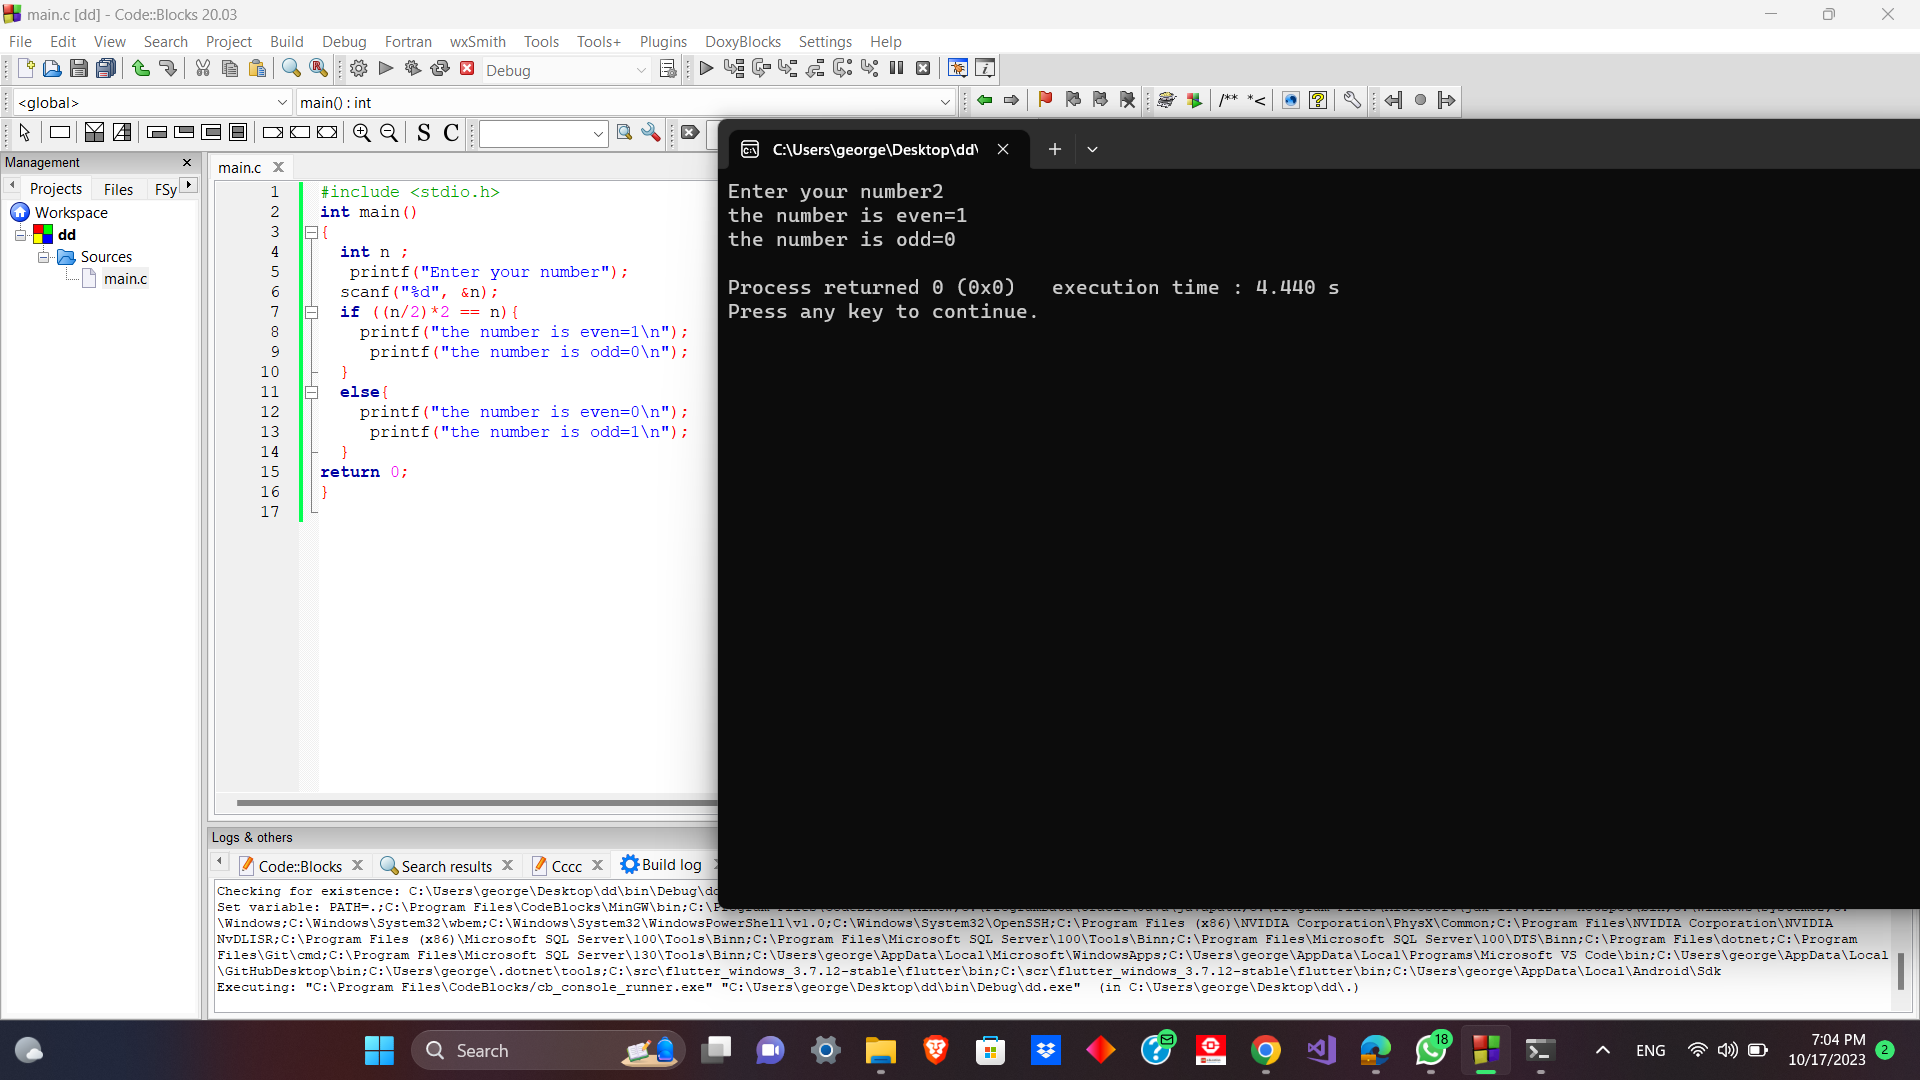 main.c [dd] - Code::Blocks 20.03
File Edit View Search Project Build Debug Fortran wxSmith Tools Tools+ Plugins DoxyBlocks Settings Help
Debug
<global> main() : int
/** *<
S C
Management
Projects Files FSy
Workspace
dd
Sources
main.c
main.c
1 #include <stdio.h>
2 int main()
3 {
4 int n ;
5 printf("Enter your number");
6 scanf("%d", &n);
7 if ((n/2)*2 == n){
8 printf("the number is even=1\n");
9 printf("the number is odd=0\n");
10 }
11 else{
12 printf("the number is even=0\n");
13 printf("the number is odd=1\n");
14 }
15 return 0;
16 }
17
C:\Users\george\Desktop\dd\
Enter your number2
the number is even=1
the number is odd=0
Process returned 0 (0x0) execution time : 4.440 s
Press any key to continue.
Logs & others
Code::Blocks Search results Cccc Build log
Checking for existence: C:\Users\george\Desktop\dd\bin\Debug\dd
Set variable: PATH=.;C:\Program Files\CodeBlocks\MinGW\bin;
\Windows;C:\Windows\System32\wbem;C:\Windows\System32\WindowsPowerShell\v1.0;C:\Windows\System32\OpenSSH;C:\Program Files (x86)\NVIDIA Corporation\PhysX\Common;C:\Program Files\NVIDIA Corporation\NVIDIA
NvDLISR;C:\Program Files (x86)\Microsoft SQL Server\100\Tools\Binn;C:\Program Files\Microsoft SQL Server\100\Tools\Binn;C:\Program Files\Microsoft SQL Server\100\DTS\Binn;C:\Program Files\dotnet;C:\Program
Files\Git\cmd;C:\Program Files\Microsoft SQL Server\130\Tools\Binn;C:\Users\george\AppData\Local\Microsoft\WindowsApps;C:\Users\george\AppData\Local\Programs\Microsoft VS Code\bin;C:\Users\george\AppData\Local
\GitHubDesktop\bin;C:\Users\george\.dotnet\tools;C:\src\flutter_windows_3.7.12-stable\flutter\bin;C:\scr\flutter_windows_3.7.12-stable\flutter\bin;C:\Users\george\AppData\Local\Android\Sdk
Executing: "C:\Program Files\CodeBlocks/cb_console_runner.exe" "C:\Users\george\Desktop\dd\bin\Debug\dd.exe" (in C:\Users\george\Desktop\dd\.)
Search
18
ENG
7:04 PM
10/17/2023
2